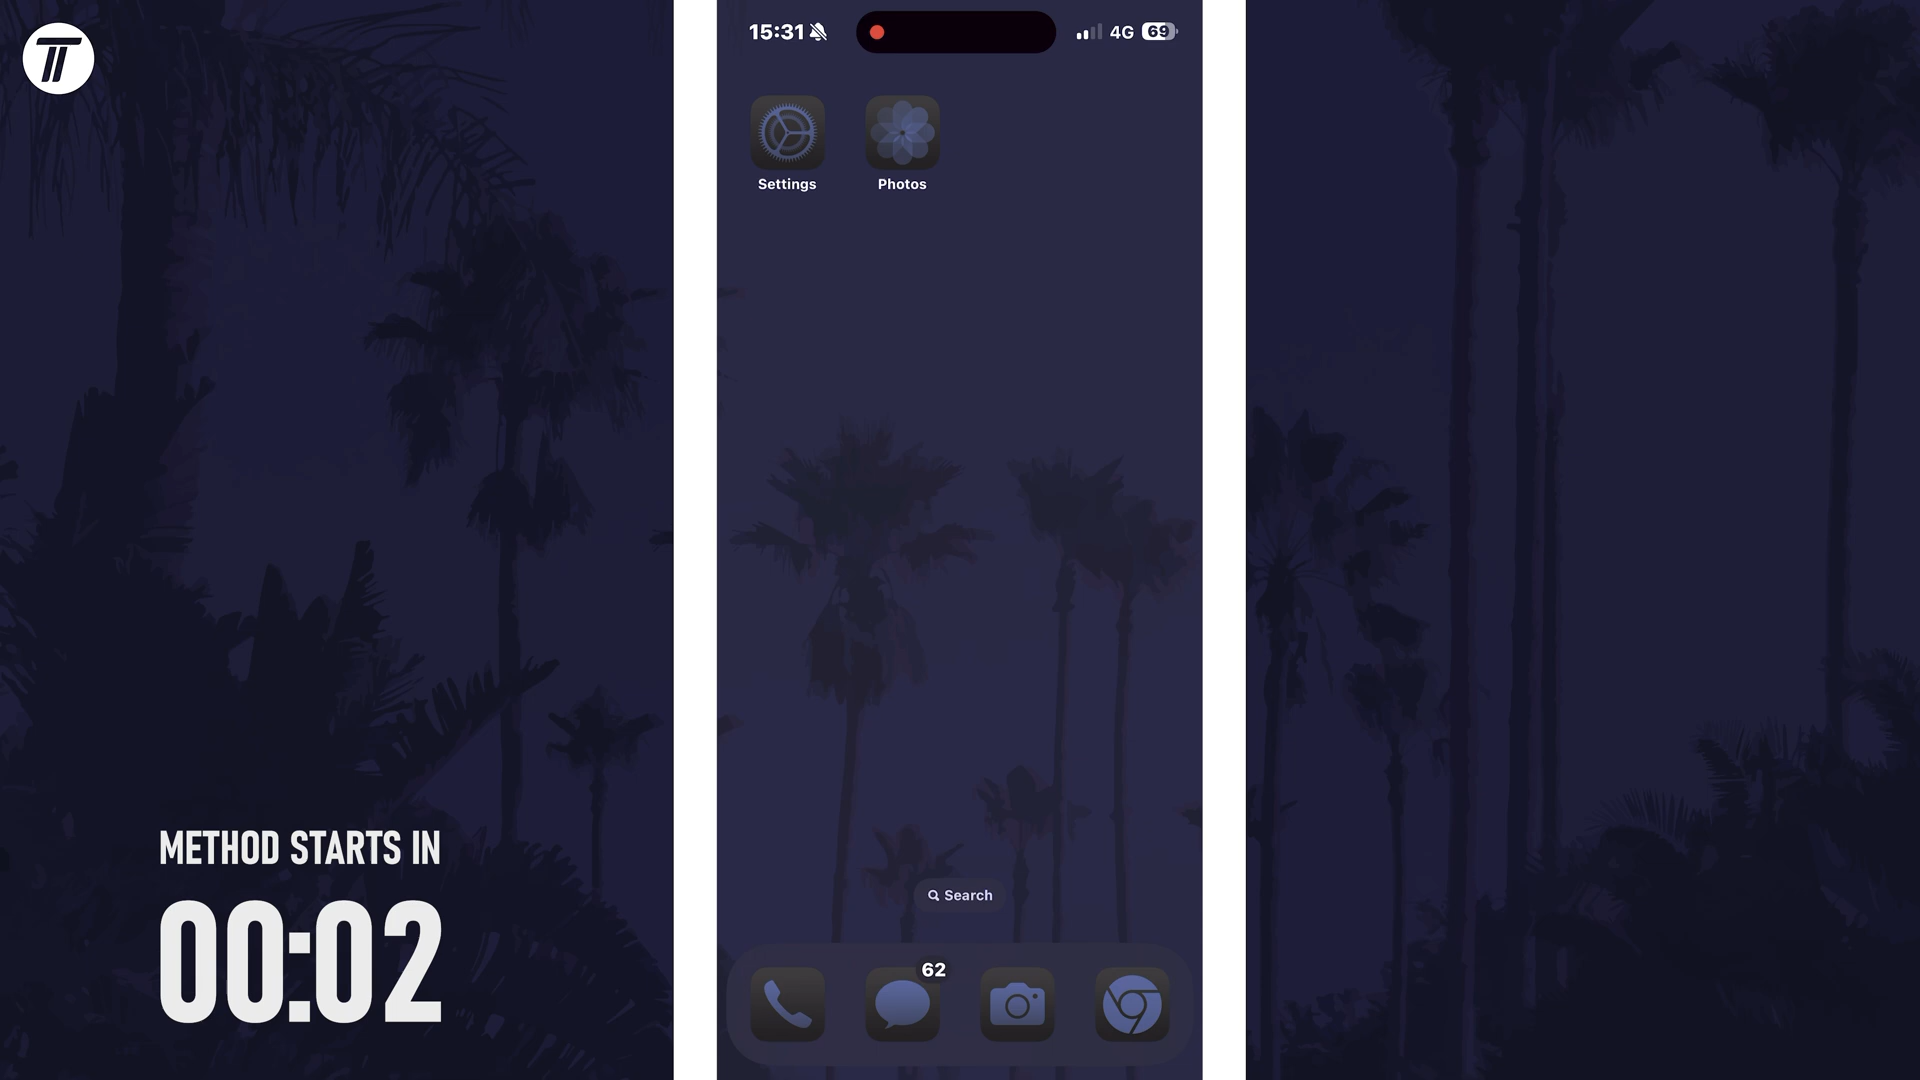 15:31
4G
69
Settings
Photos
METHOD STARTS IN
00:02
Search
62